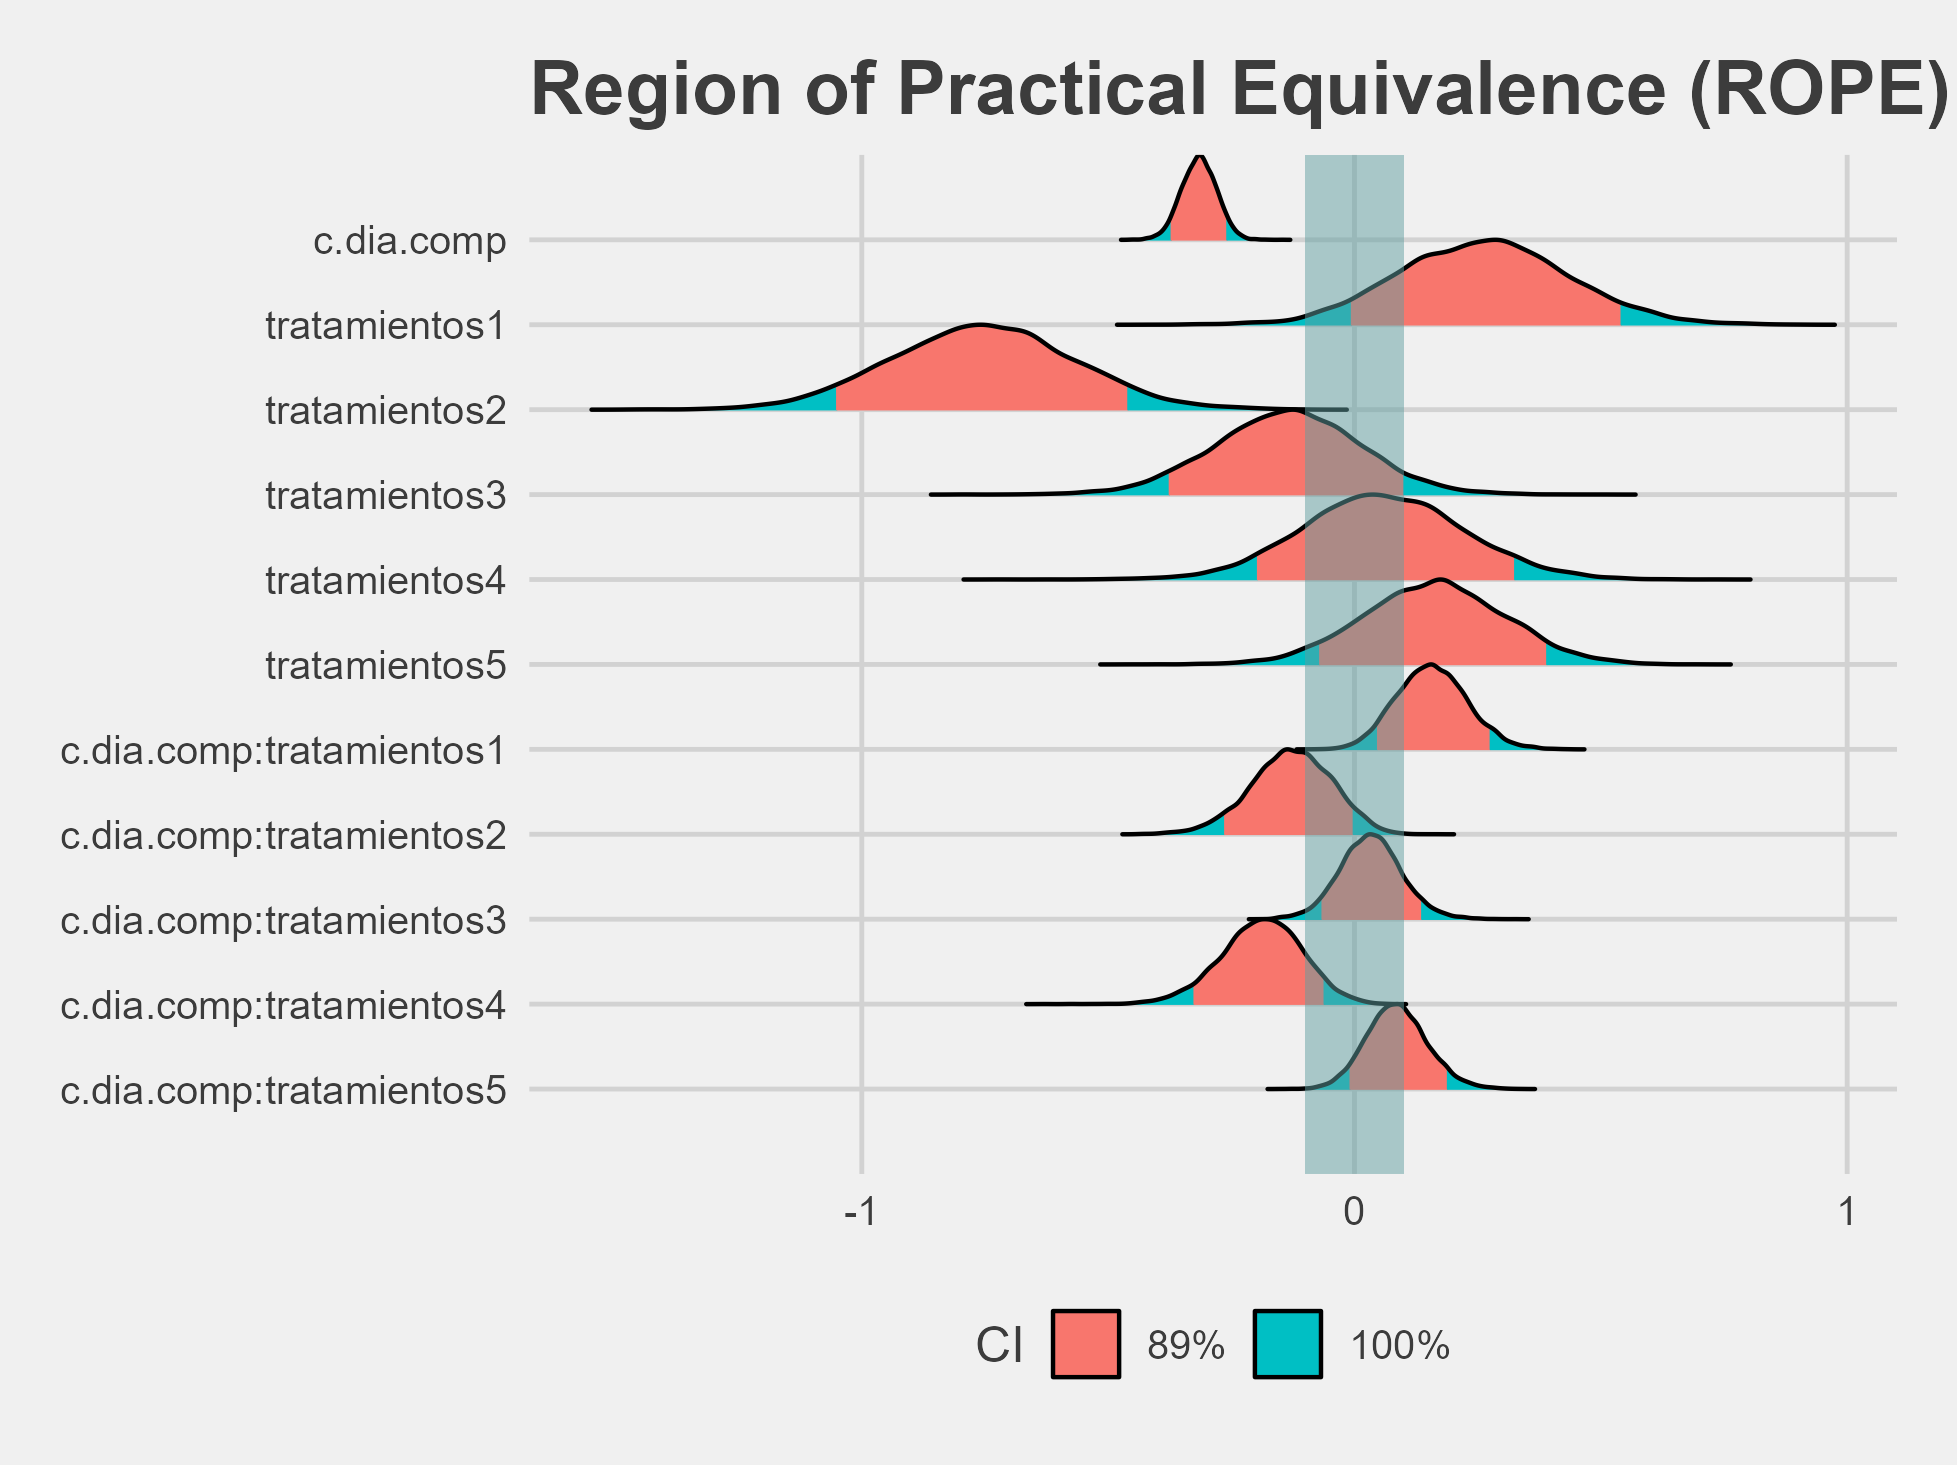 Region of Practical Equivalence (ROPE)
c.dia.comp
tratamientos1
tratamientos2
tratamientos3
tratamientos4
tratamientos5
c.dia.comp:tratamientos1
c.dia.comp:tratamientos2
c.dia.comp:tratamientos3
c.dia.comp:tratamientos4
c.dia.comp:tratamientos5
-1 0 1
CI 89% 100%